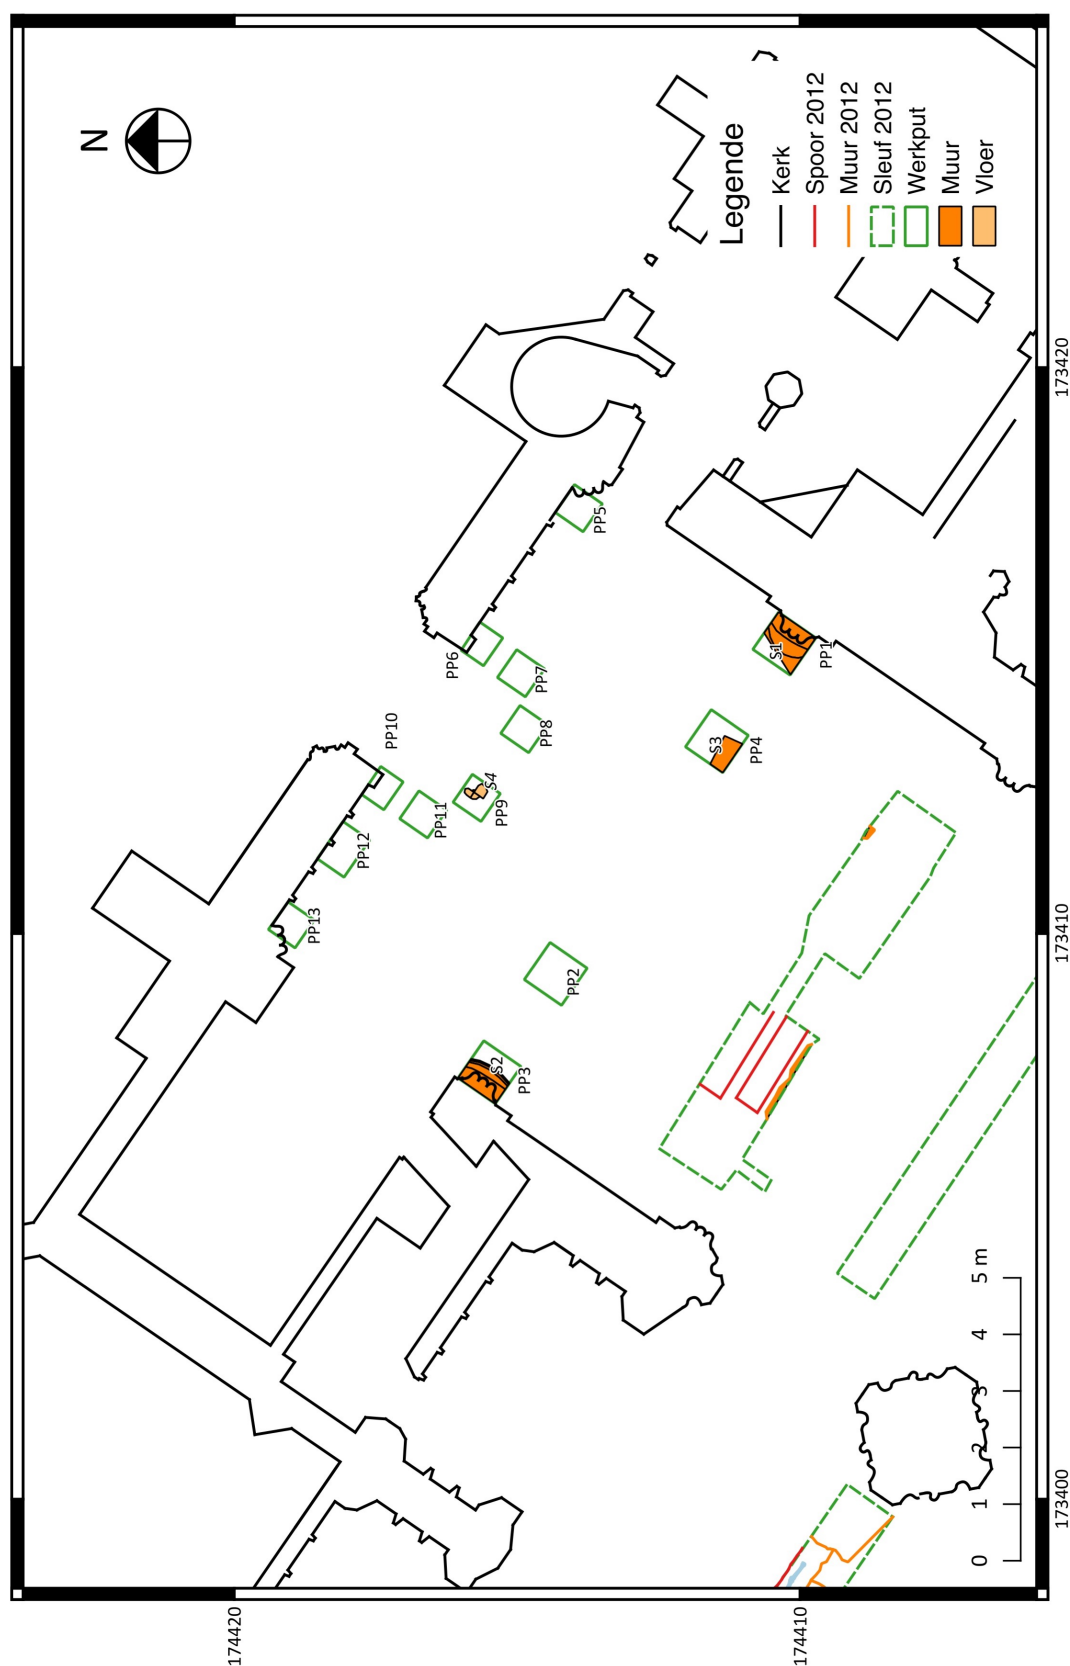 N
Legende
Kerk
Spoor 2012
Muur 2012
Sleuf 2012
Werkput
Muur
Vloer
PP5
PP6
PP7
PP8
PP10
PP11
S4
PP9
PP12
PP13
S1
PP1
S3
PP4
PP2
S2
PP3
0 1 2 3 4 5 m
174420
174410
173400
173410
173420